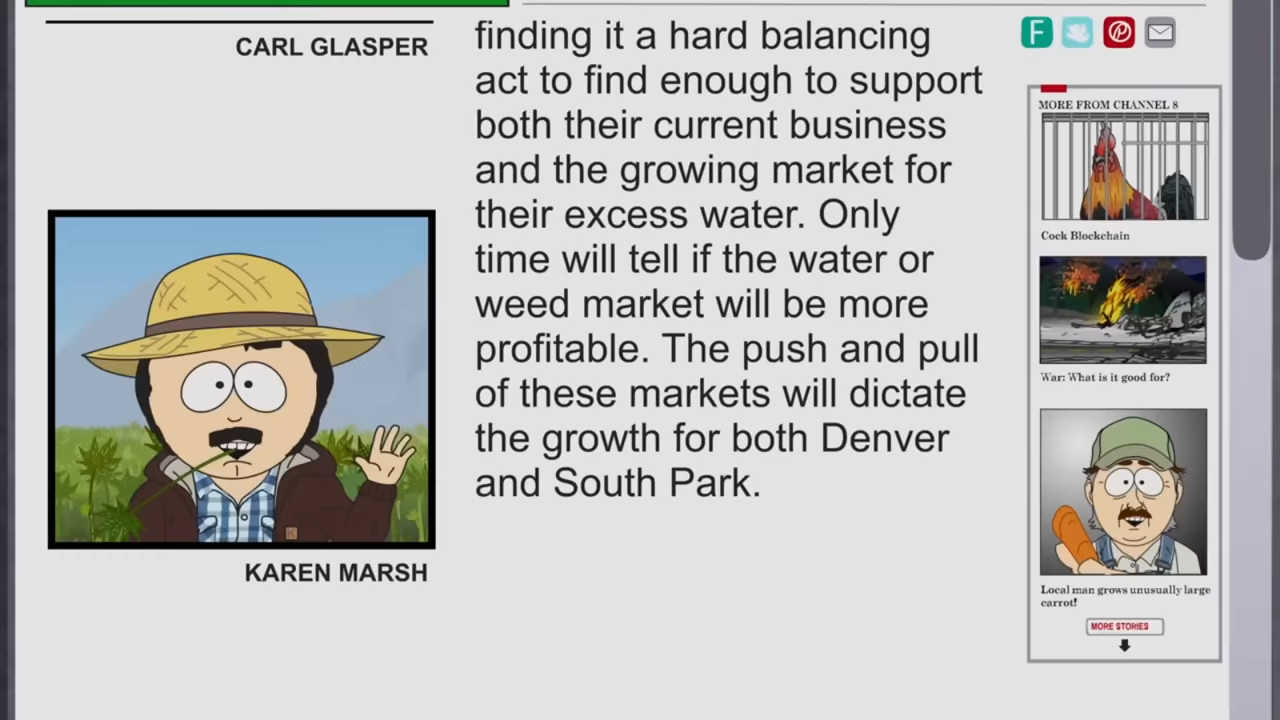 CARL GLASPER
KAREN MARSH
finding it a hard balancing
act to find enough to support
both their current business
and the growing market for
their excess water. Only
time will tell if the water or
weed market will be more
profitable. The push and pull
of these markets will dictate
the growth for both Denver
and South Park.
F
MORE FROM CHANNEL 8
Cock Blockchain
War: What is it good for?
Local man grows unusually large
carrot!
MORE STORIES